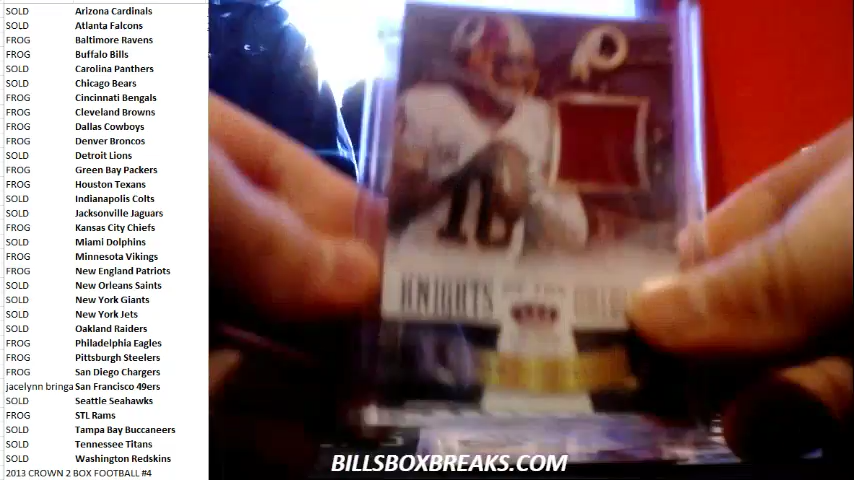 SOLD Arizona Cardinals
SOLD Atlanta Falcons
FROG Baltimore Ravens
FROG Buffalo Bills
SOLD Carolina Panthers
SOLD Chicago Bears
FROG Cincinnati Bengals
FROG Cleveland Browns
FROG Dallas Cowboys
FROG Denver Broncos
SOLD Detroit Lions
FROG Green Bay Packers
FROG Houston Texans
SOLD Indianapolis Colts
SOLD Jacksonville Jaguars
FROG Kansas City Chiefs
SOLD Miami Dolphins
FROG Minnesota Vikings
FROG New England Patriots
SOLD New Orleans Saints
SOLD New York Giants
SOLD New York Jets
SOLD Oakland Raiders
FROG Philadelphia Eagles
FROG Pittsburgh Steelers
FROG San Diego Chargers
jacelynn bringa San Francisco 49ers
SOLD Seattle Seahawks
FROG STL Rams
SOLD Tampa Bay Buccaneers
SOLD Tennessee Titans
SOLD Washington Redskins
2013 CROWN 2 BOX FOOTBALL #4
KNIGHTS OF THE
BILLSBOXBREAKS.COM